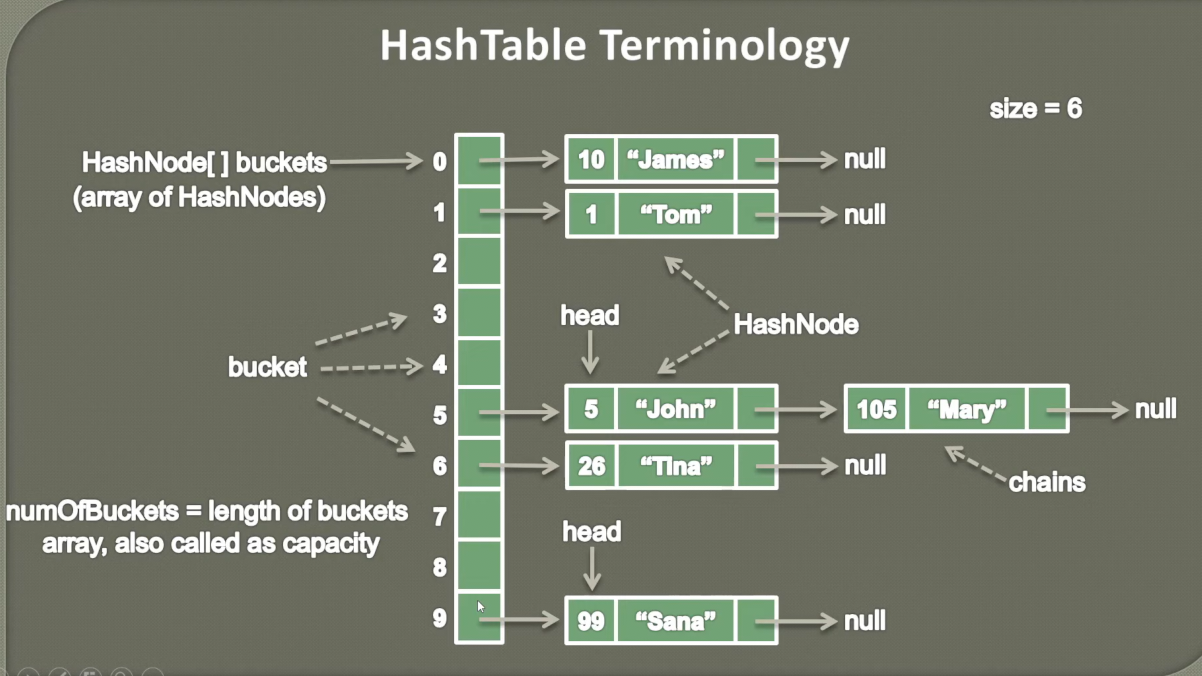 HashTable Terminology
size = 6
HashNode[ ] buckets
(array of HashNodes)
0
10 “James”
null
1
1 “Tom”
null
2
3
head
HashNode
bucket
4
5
5 “John”
105 “Mary”
null
6
26 “Tina”
null
chains
numOfBuckets = length of buckets
array, also called as capacity
7
head
8
9
99 “Sana”
null